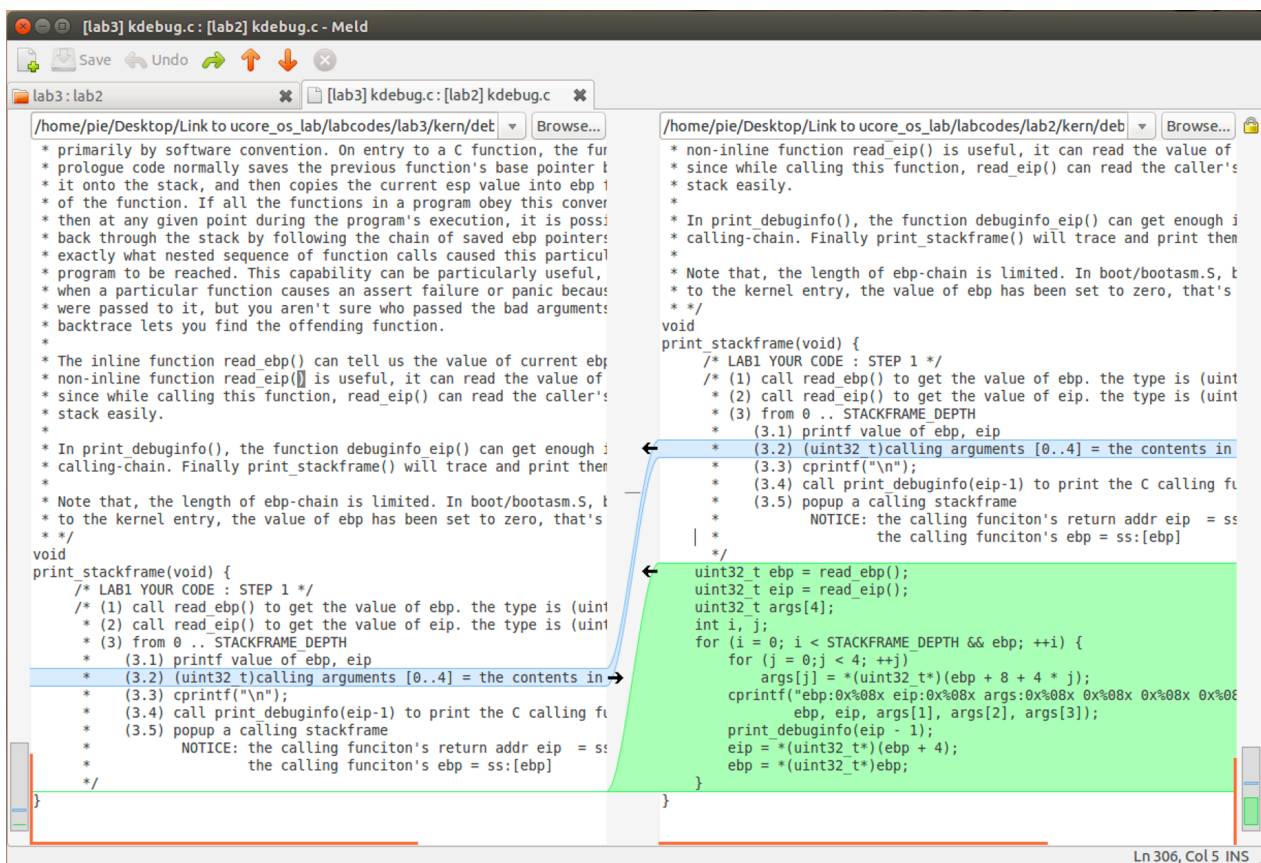 [lab3] kdebug.c : [lab2] kdebug.c - Meld
Save Undo
lab3 : lab2
[lab3] kdebug.c : [lab2] kdebug.c
/home/pie/Desktop/Link to ucore_os_lab/labcodes/lab3/kern/deb
Browse...
* primarily by software convention. On entry to a C function, the fun
* prologue code normally saves the previous function's base pointer b
* it onto the stack, and then copies the current esp value into ebp f
* of the function. If all the functions in a program obey this conven
* then at any given point during the program's execution, it is possi
* back through the stack by following the chain of saved ebp pointers
* exactly what nested sequence of function calls caused this particul
* program to be reached. This capability can be particularly useful,
* when a particular function causes an assert failure or panic becaus
* were passed to it, but you aren't sure who passed the bad arguments
* backtrace lets you find the offending function.
*
* The inline function read_ebp() can tell us the value of current ebp
* non-inline function read_eip() is useful, it can read the value of
* since while calling this function, read_eip() can read the caller's
* stack easily.
*
* In print_debuginfo(), the function debuginfo_eip() can get enough i
* calling-chain. Finally print_stackframe() will trace and print them
*
* Note that, the length of ebp-chain is limited. In boot/bootasm.S, b
* to the kernel entry, the value of ebp has been set to zero, that's
* */
void
print_stackframe(void) {
/* LAB1 YOUR CODE : STEP 1 */
/* (1) call read_ebp() to get the value of ebp. the type is (uint
* (2) call read_eip() to get the value of eip. the type is (uint
* (3) from 0 .. STACKFRAME_DEPTH
* (3.1) printf value of ebp, eip
* (3.2) (uint32_t)calling arguments [0..4] = the contents in
* (3.3) cprintf("\n");
* (3.4) call print_debuginfo(eip-1) to print the C calling fu
* (3.5) popup a calling stackframe
* NOTICE: the calling funciton's return addr eip = ss
* the calling funciton's ebp = ss:[ebp]
*/
}
/home/pie/Desktop/Link to ucore_os_lab/labcodes/lab2/kern/deb
Browse...
* non-inline function read_eip() is useful, it can read the value of
* since while calling this function, read_eip() can read the caller's
* stack easily.
*
* In print_debuginfo(), the function debuginfo_eip() can get enough i
* calling-chain. Finally print_stackframe() will trace and print them
*
* Note that, the length of ebp-chain is limited. In boot/bootasm.S, b
* to the kernel entry, the value of ebp has been set to zero, that's
* */
void
print_stackframe(void) {
/* LAB1 YOUR CODE : STEP 1 */
/* (1) call read_ebp() to get the value of ebp. the type is (uint
* (2) call read_eip() to get the value of eip. the type is (uint
* (3) from 0 .. STACKFRAME_DEPTH
* (3.1) printf value of ebp, eip
* (3.2) (uint32_t)calling arguments [0..4] = the contents in
* (3.3) cprintf("\n");
* (3.4) call print_debuginfo(eip-1) to print the C calling fu
* (3.5) popup a calling stackframe
* NOTICE: the calling funciton's return addr eip = ss
* the calling funciton's ebp = ss:[ebp]
*/
uint32_t ebp = read_ebp();
uint32_t eip = read_eip();
uint32_t args[4];
int i, j;
for (i = 0; i < STACKFRAME_DEPTH && ebp; ++i) {
for (j = 0;j < 4; ++j)
args[j] = *(uint32_t*)(ebp + 8 + 4 * j);
cprintf("ebp:0x%08x eip:0x%08x args:0x%08x 0x%08x 0x%08x 0x%08
ebp, eip, args[1], args[2], args[3]);
print_debuginfo(eip - 1);
eip = *(uint32_t*)(ebp + 4);
ebp = *(uint32_t*)ebp;
}
}
Ln 306, Col 5 INS